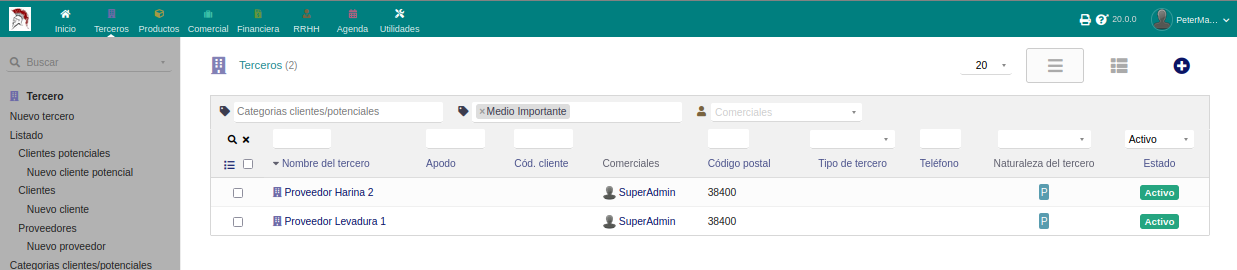 Inicio Terceros Productos Comercial Financiera RRHH Agenda Utilidades 20.0.0 PeterMa...
Buscar
Tercero
Nuevo tercero
Listado
Clientes potenciales
Nuevo cliente potencial
Clientes
Nuevo cliente
Proveedores
Nuevo proveedor
Categorias clientes/potenciales
Terceros (2) 20
Categorias clientes/potenciales ×Medio Importante Comerciales
Activo
Nombre del tercero Apodo Cód. cliente Comerciales Código postal Tipo de tercero Teléfono Naturaleza del tercero Estado
Proveedor Harina 2 SuperAdmin 38400 P Activo
Proveedor Levadura 1 SuperAdmin 38400 P Activo